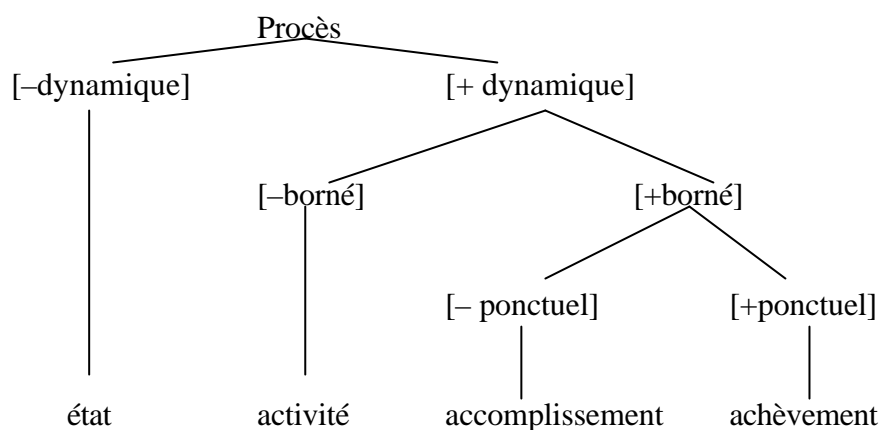 Procès
[–dynamique] [+ dynamique]
[–borné] [+borné]
[– ponctuel] [+ponctuel]
état activité accomplissement achèvement